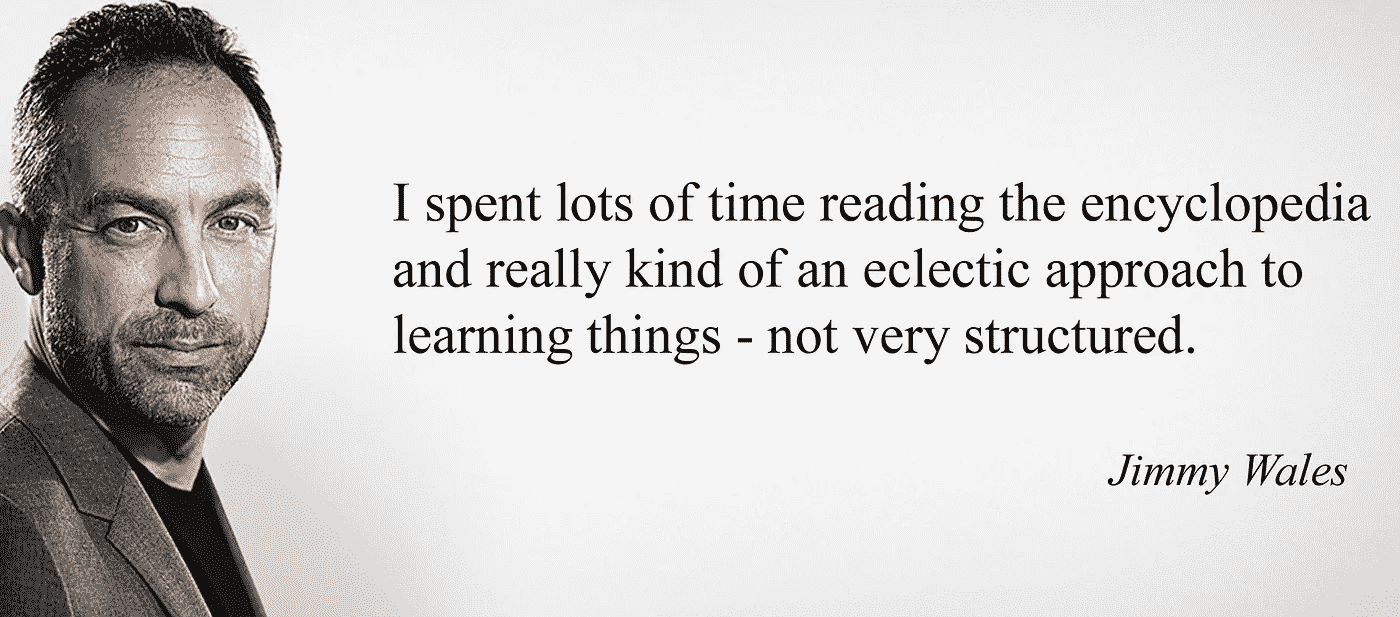 I spent lots of time reading the encyclopedia
and really kind of an eclectic approach to
learning things - not very structured.
Jimmy Wales